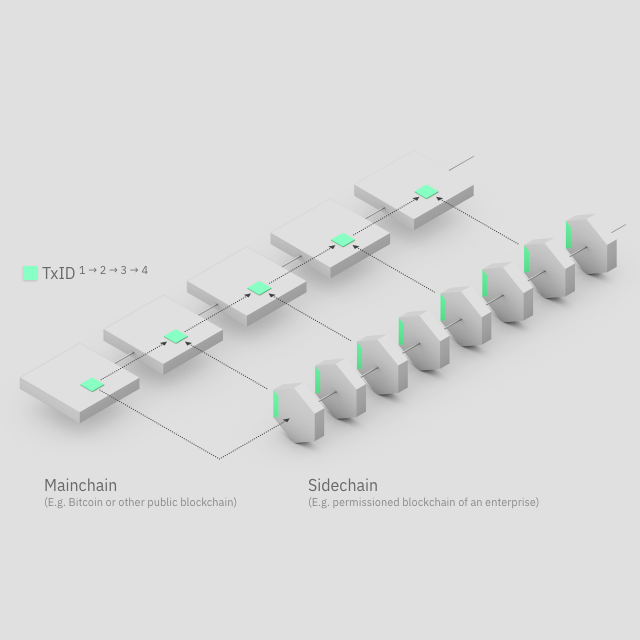 TxID 1→2→3→4
Mainchain
(E.g. Bitcoin or other public blockchain)
Sidechain
(E.g. permissioned blockchain of an enterprise)